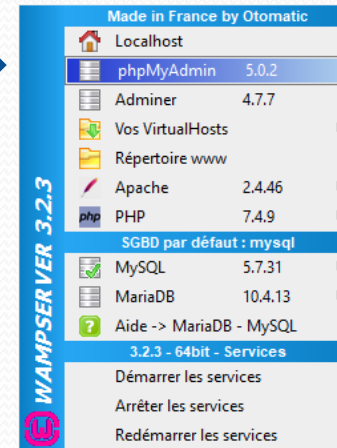 Made in France by Otomatic
Localhost
phpMyAdmin 5.0.2
Adminer 4.7.7
Vos VirtualHosts
Répertoire www
Apache 2.4.46
php PHP 7.4.9
SGBD par défaut : mysql
MySQL 5.7.31
MariaDB 10.4.13
? Aide -> MariaDB - MySQL
3.2.3 - 64bit - Services
Démarrer les services
Arrêter les services
Redémarrer les services
WAMPSERVER 3.2.3